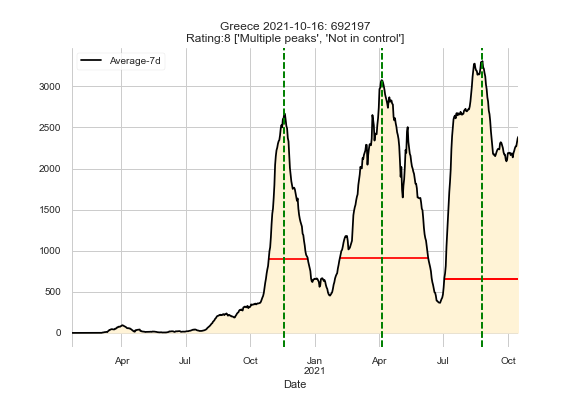 Greece 2021-10-16: 692197
Rating:8 ['Multiple peaks', 'Not in control']
Average-7d
3000
2500
2000
1500
1000
500
0
Apr Jul Oct Jan Apr Jul Oct
2021
Date